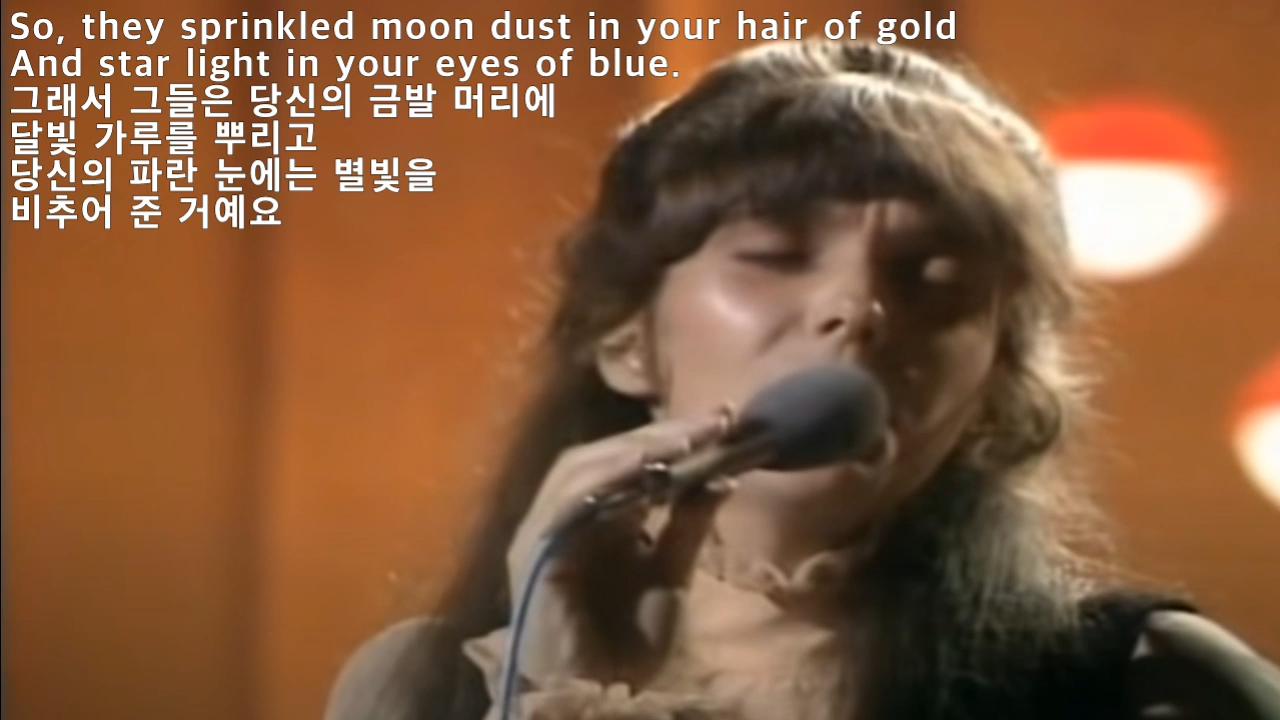 So, they sprinkled moon dust in your hair of gold
And star light in your eyes of blue.
그래서 그들은 당신의 금발 머리에
달빛 가루를 뿌리고
당신의 파란 눈에는 별빛을
비추어 준 거예요